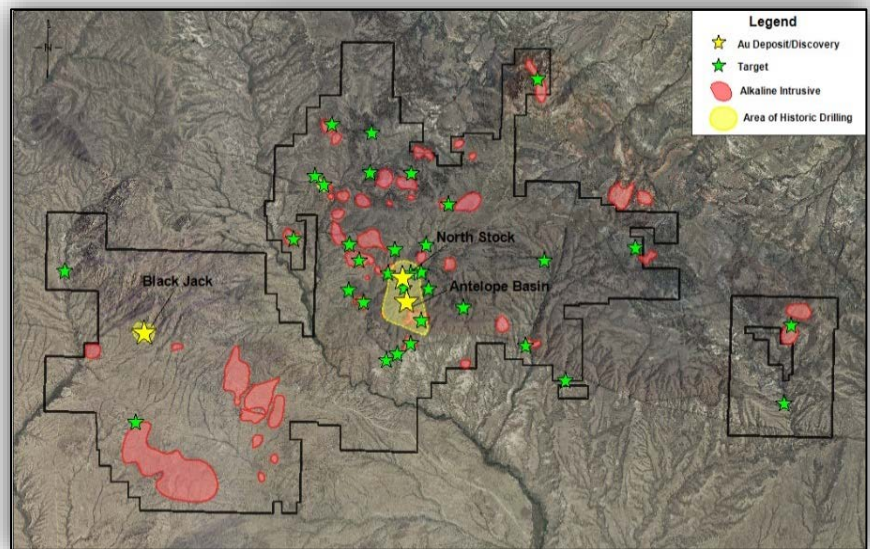 Legend
Au Deposit/Discovery
Target
Alkaline Intrusive
Area of Historic Drilling
N
North Stock
Antelope Basin
Black Jack